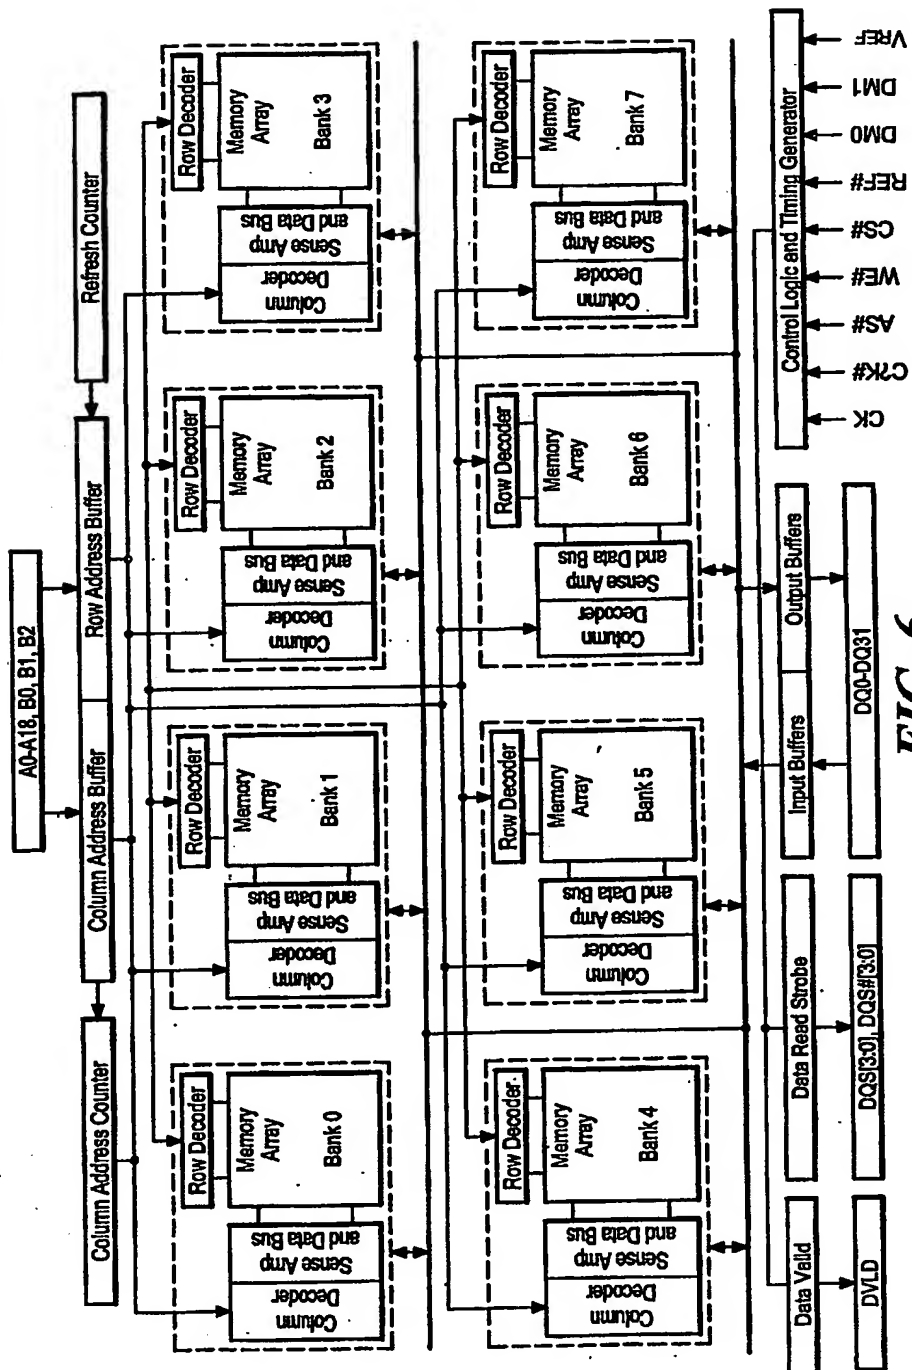 A0-A18, B0, B1, B2
Column Address Counter
Column Address Buffer
Row Address Buffer
Refresh Counter
Row Decoder
Memory
Array
Bank 0
Column
Decoder
Sense Amp
and Data Bus
Row Decoder
Memory
Array
Bank 1
Column
Decoder
Sense Amp
and Data Bus
Row Decoder
Memory
Array
Bank 2
Column
Decoder
Sense Amp
and Data Bus
Row Decoder
Memory
Array
Bank 3
Column
Decoder
Sense Amp
and Data Bus
Row Decoder
Memory
Array
Bank 4
Column
Decoder
Sense Amp
and Data Bus
Row Decoder
Memory
Array
Bank 5
Column
Decoder
Sense Amp
and Data Bus
Row Decoder
Memory
Array
Bank 6
Column
Decoder
Sense Amp
and Data Bus
Row Decoder
Memory
Array
Bank 7
Column
Decoder
Sense Amp
and Data Bus
Data Valid
Data Read Strobe
Input Buffers
Output Buffers
Control Logic and Timing Generator
DVLD
DQS[3:0], DQS#[3:0]
DQ0-DQ31
CK
C?K#
AS#
WE#
CS#
REF#
DM0
DM1
VREF
FIG. 6